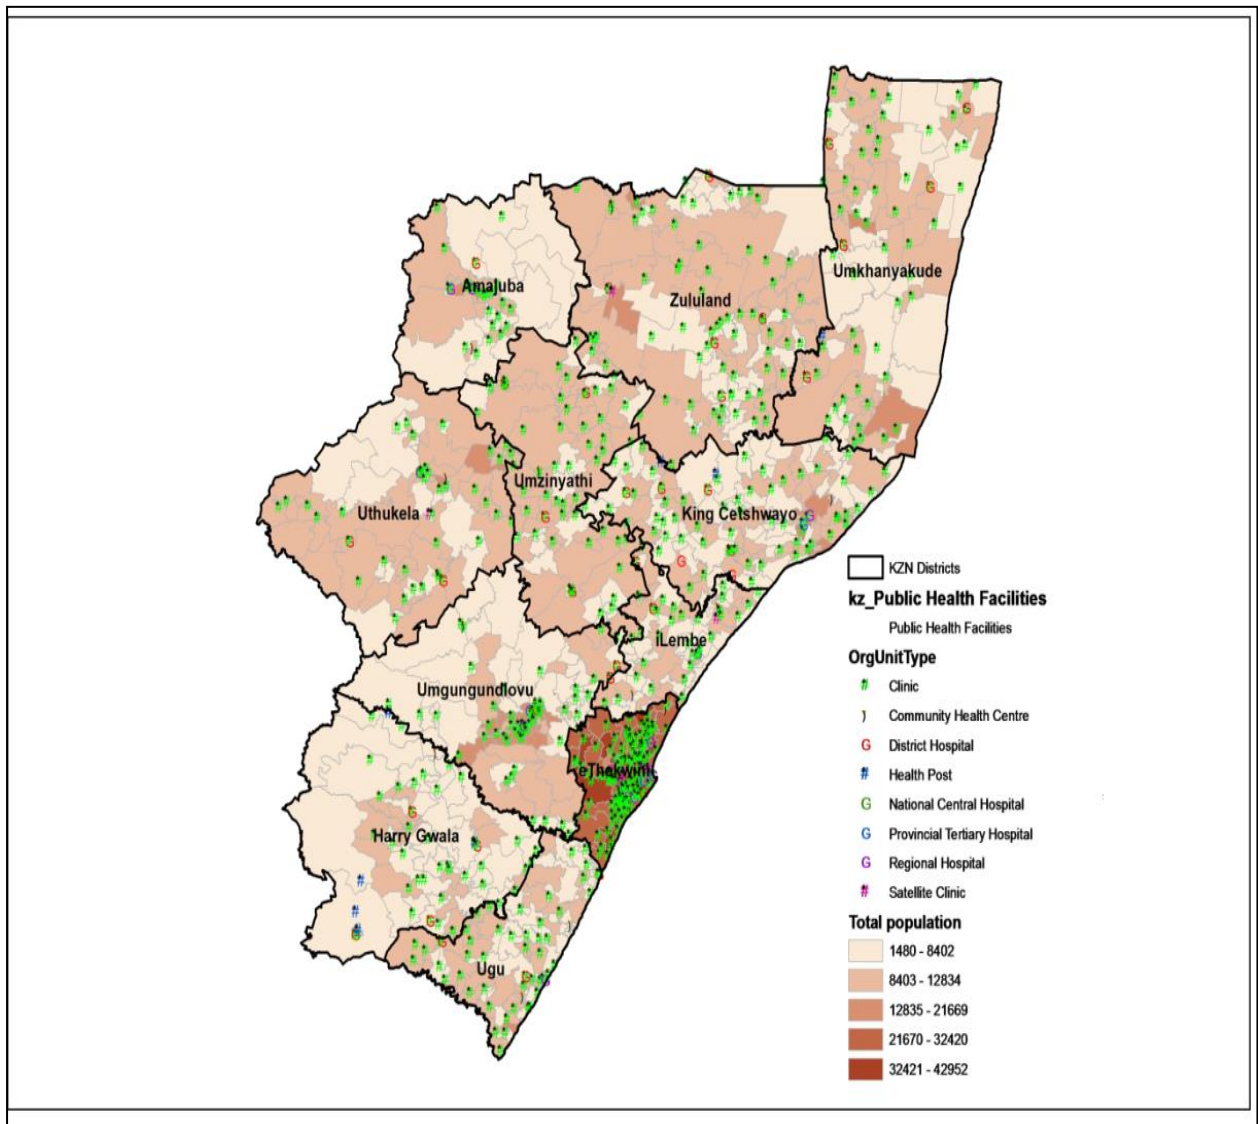 Umkhanyakude
Amajuba
Zululand
Umzinyathi
Uthukela
King Cetshwayo
iLembe
Umgungundlovu
eThekwini
Harry Gwala
Ugu
KZN Districts
kz_Public Health Facilities
Public Health Facilities
OrgUnitType
# Clinic
) Community Health Centre
G District Hospital
# Health Post
G National Central Hospital
G Provincial Tertiary Hospital
G Regional Hospital
# Satellite Clinic
Total population
1480 - 8402
8403 - 12834
12835 - 21669
21670 - 32420
32421 - 42952